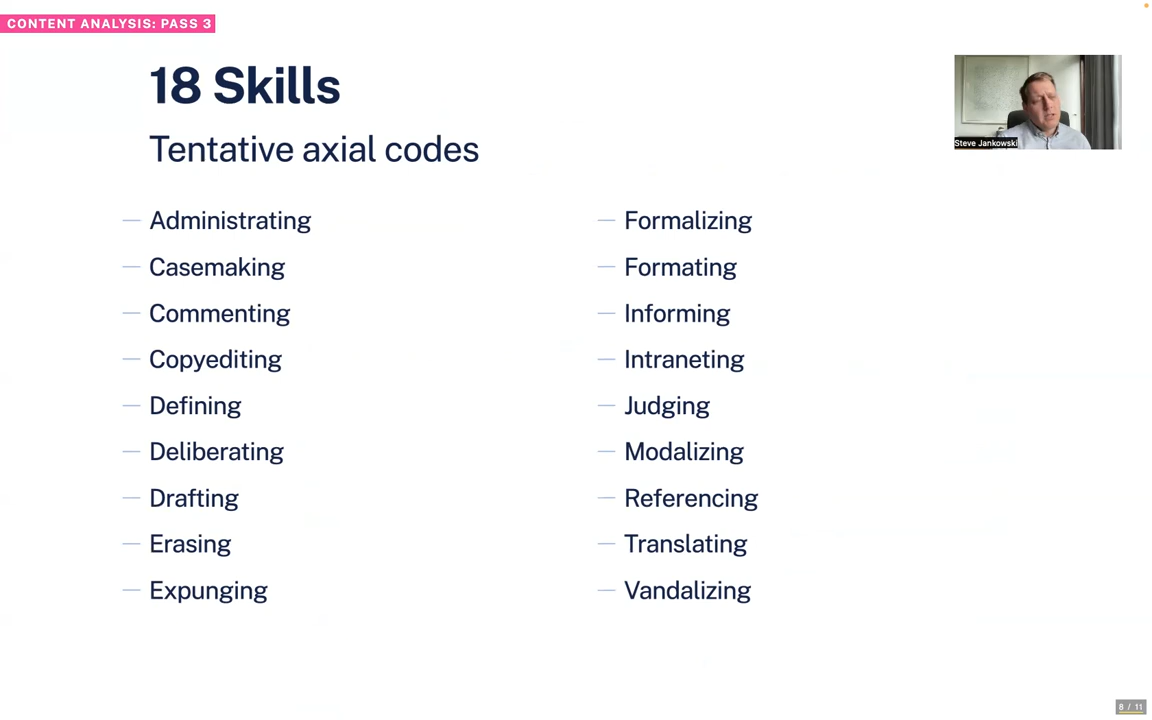 CONTENT ANALYSIS: PASS 3
18 Skills
Tentative axial codes
Steve Jankowski
— Administrating
— Casemaking
— Commenting
— Copyediting
— Defining
— Deliberating
— Drafting
— Erasing
— Expunging
— Formalizing
— Formating
— Informing
— Intraneting
— Judging
— Modalizing
— Referencing
— Translating
— Vandalizing
8 / 11